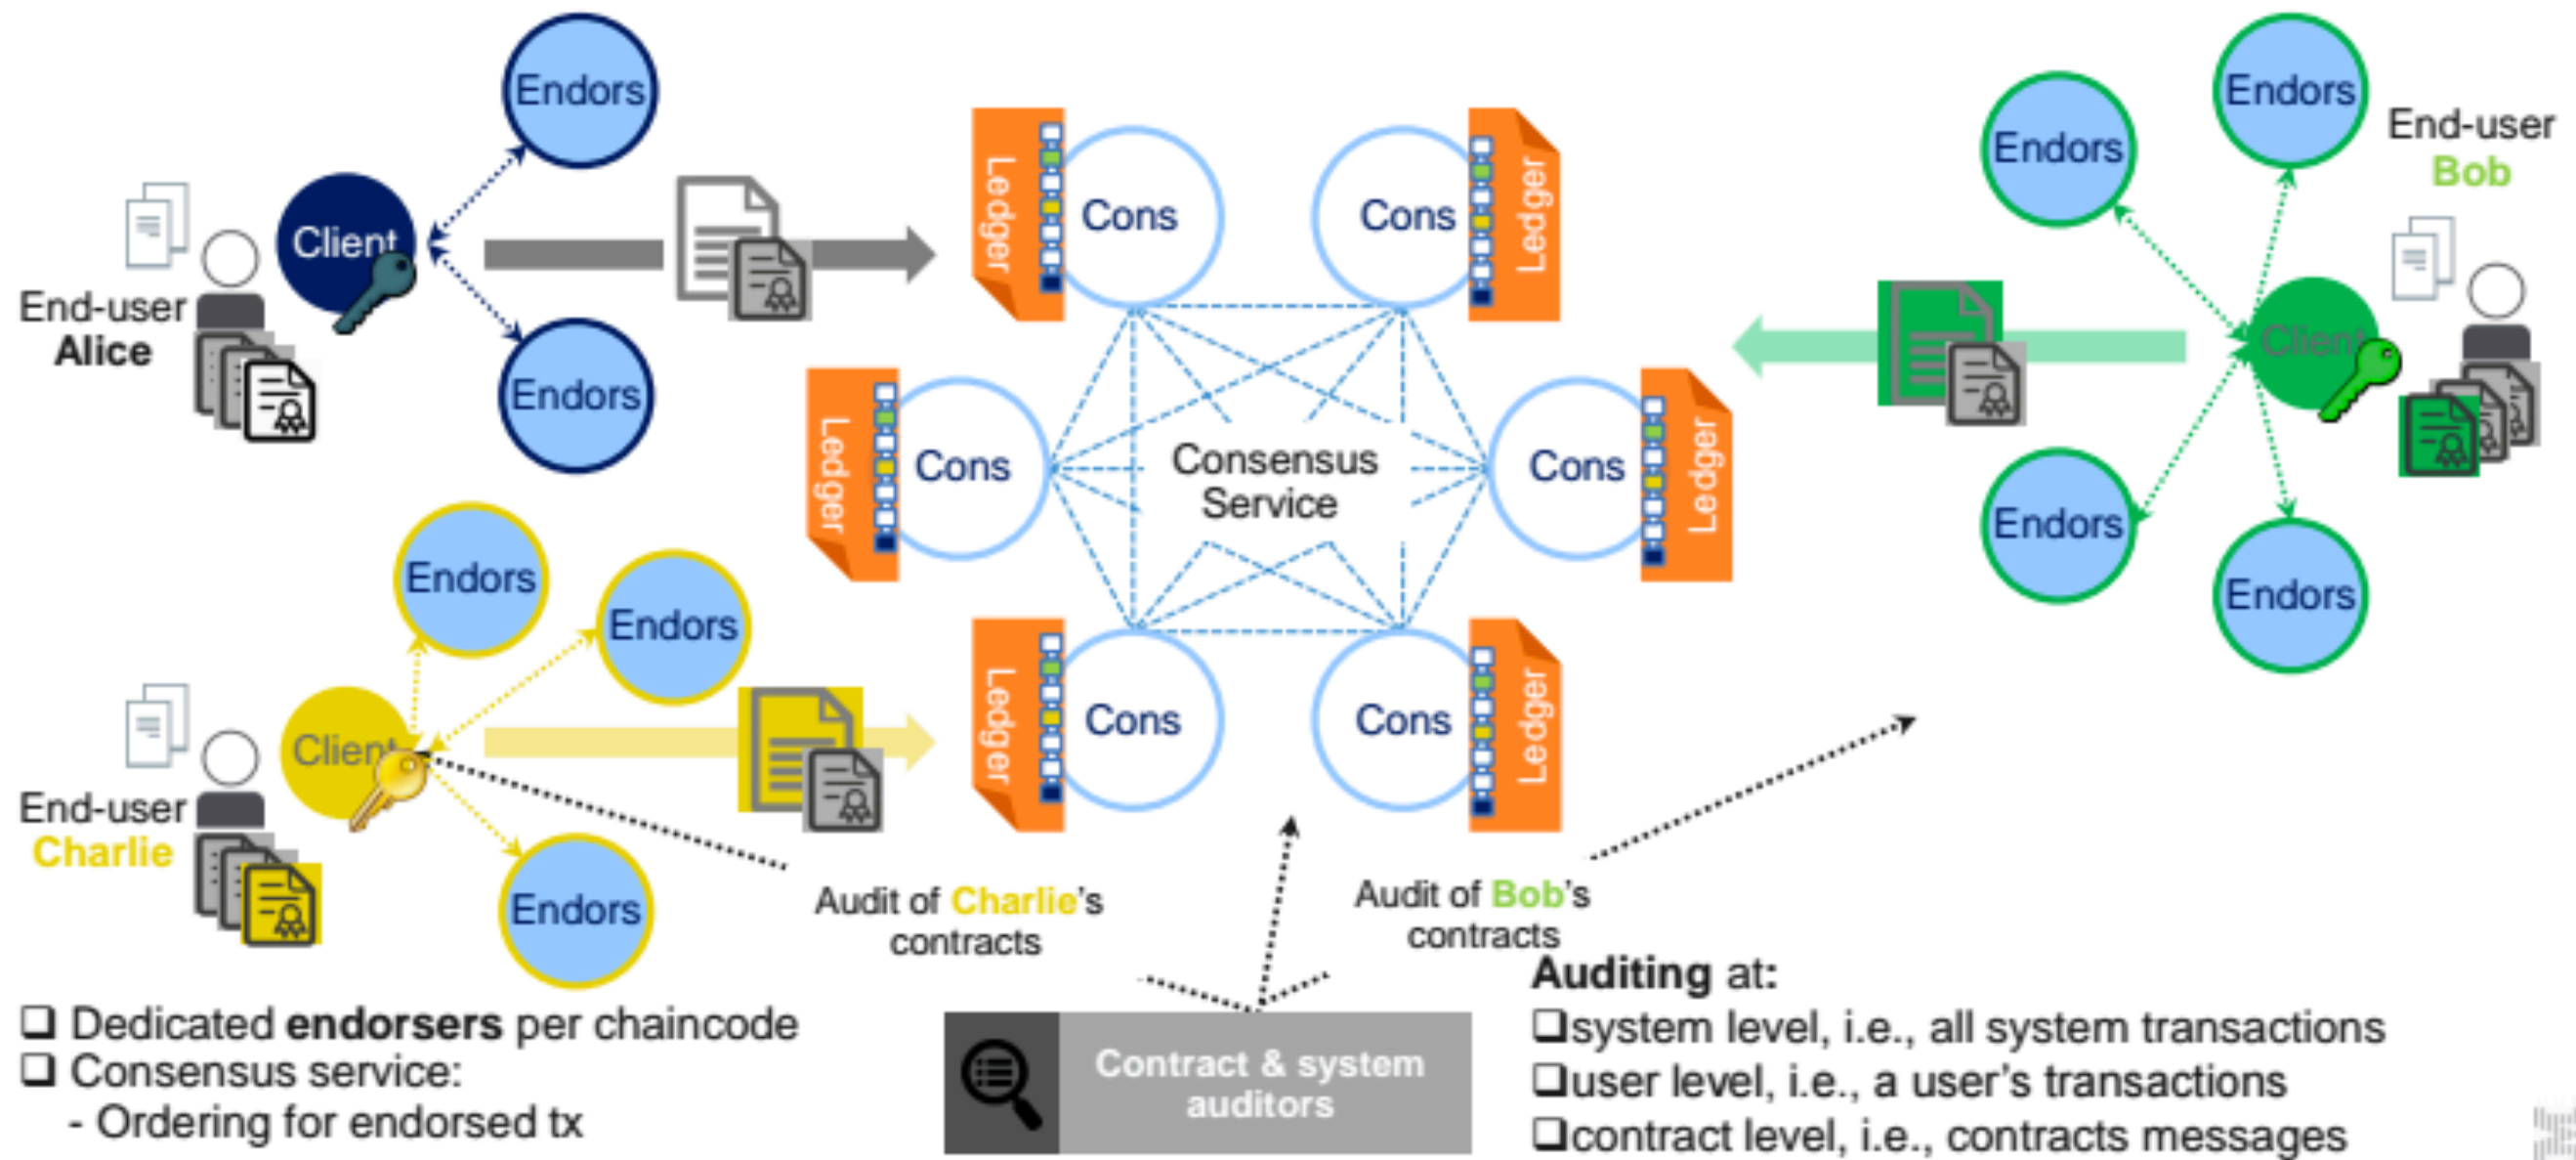 Endors
Client
End-user
Alice
Endors
Ledger
Cons
Cons
Ledger
Endors
Endors
End-user
Bob
Client
Endors
Endors
Ledger
Cons
Consensus
Service
Cons
Ledger
Endors
Endors
Client
End-user
Charlie
Endors
Ledger
Cons
Cons
Ledger
Audit of Charlie's
contracts
Audit of Bob's
contracts
❑ Dedicated endorsers per chaincode
❑ Consensus service:
- Ordering for endorsed tx
Contract & system
auditors
Auditing at:
❑system level, i.e., all system transactions
❑user level, i.e., a user's transactions
❑contract level, i.e., contracts messages